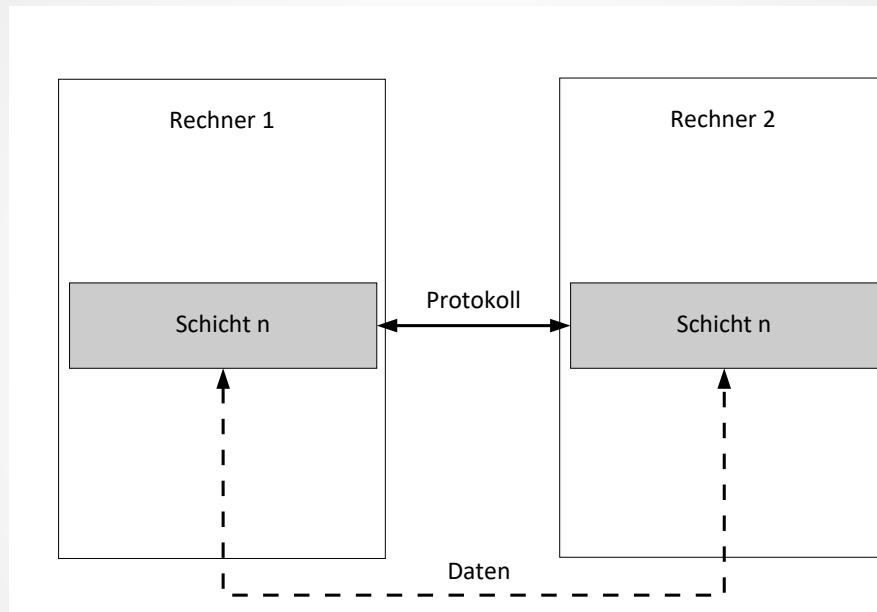 Rechner 1
Rechner 2
Protokoll
Schicht n
Schicht n
Daten